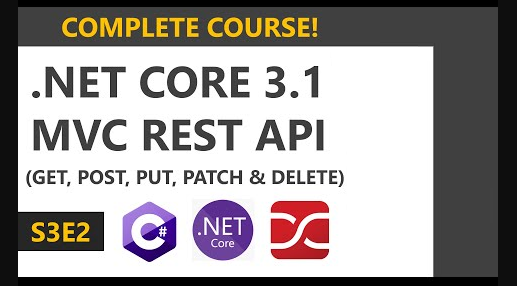 COMPLETE COURSE!
.NET CORE 3.1
MVC REST API
(GET, POST, PUT, PATCH & DELETE)
S3E2
C#
.NET
Core